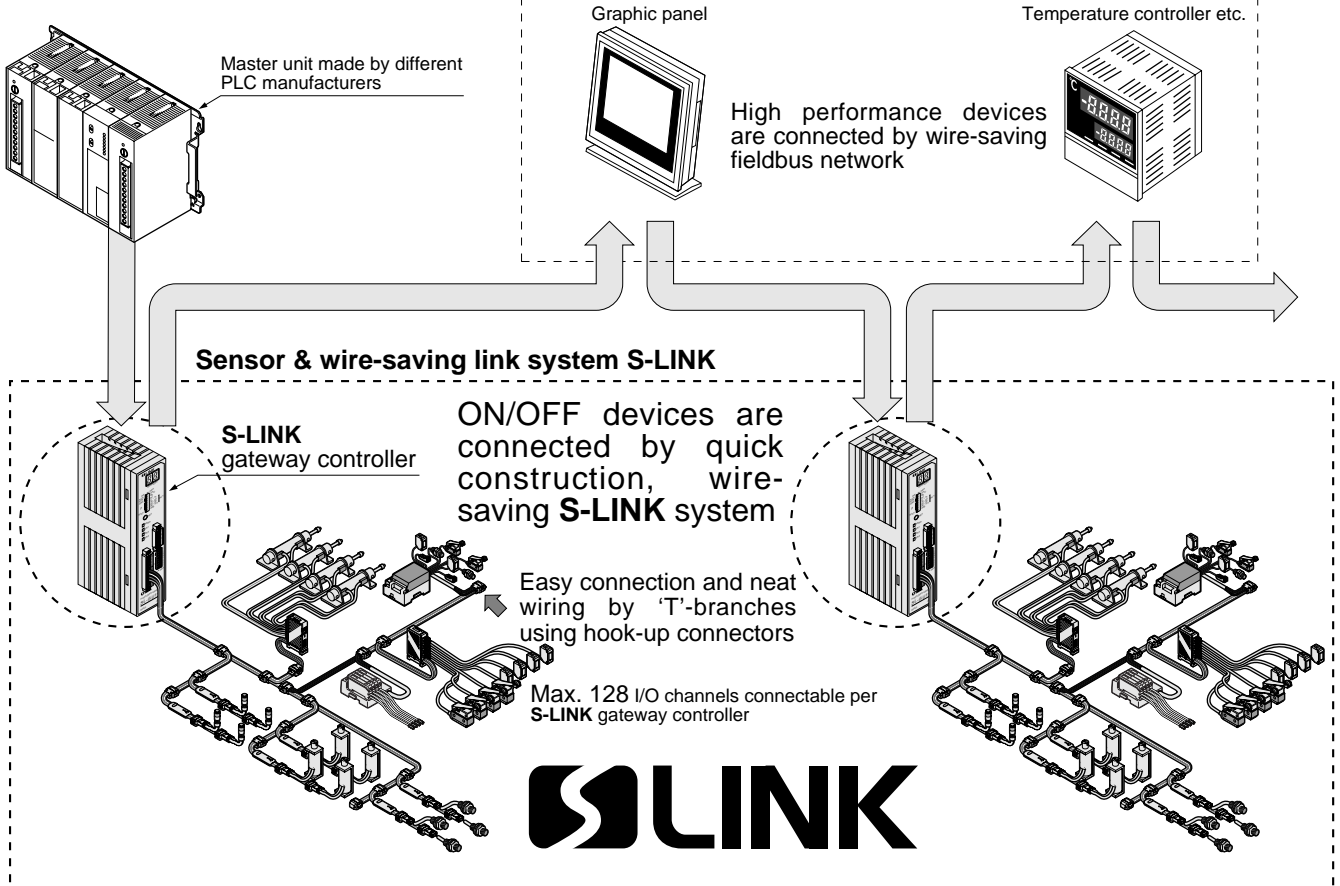 Graphic panel
Temperature controller etc.
Master unit made by different
PLC manufacturers
High performance devices
are connected by wire-saving
fieldbus network
Sensor & wire-saving link system S-LINK
S-LINK
gateway controller
ON/OFF devices are
connected by quick
construction, wire-
saving S-LINK system
Easy connection and neat
wiring by ‘T’-branches
using hook-up connectors
Max. 128 I/O channels connectable per
S-LINK gateway controller
S LINK